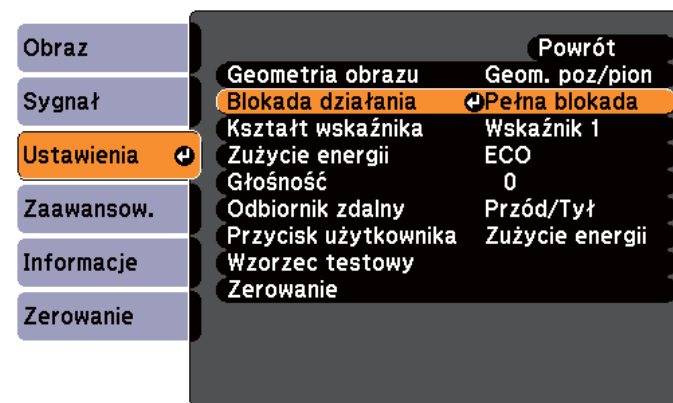 Obraz
Sygnał
Ustawienia
Zaawansow.
Informacje
Zerowanie
Powrót
Geometria obrazu Geom. poz/pion
Blokada działania Pełna blokada
Kształt wskaźnika Wskaźnik 1
Zużycie energii ECO
Głośność 0
Odbiornik zdalny Przód/Tył
Przycisk użytkownika Zużycie energii
Wzorzec testowy
Zerowanie